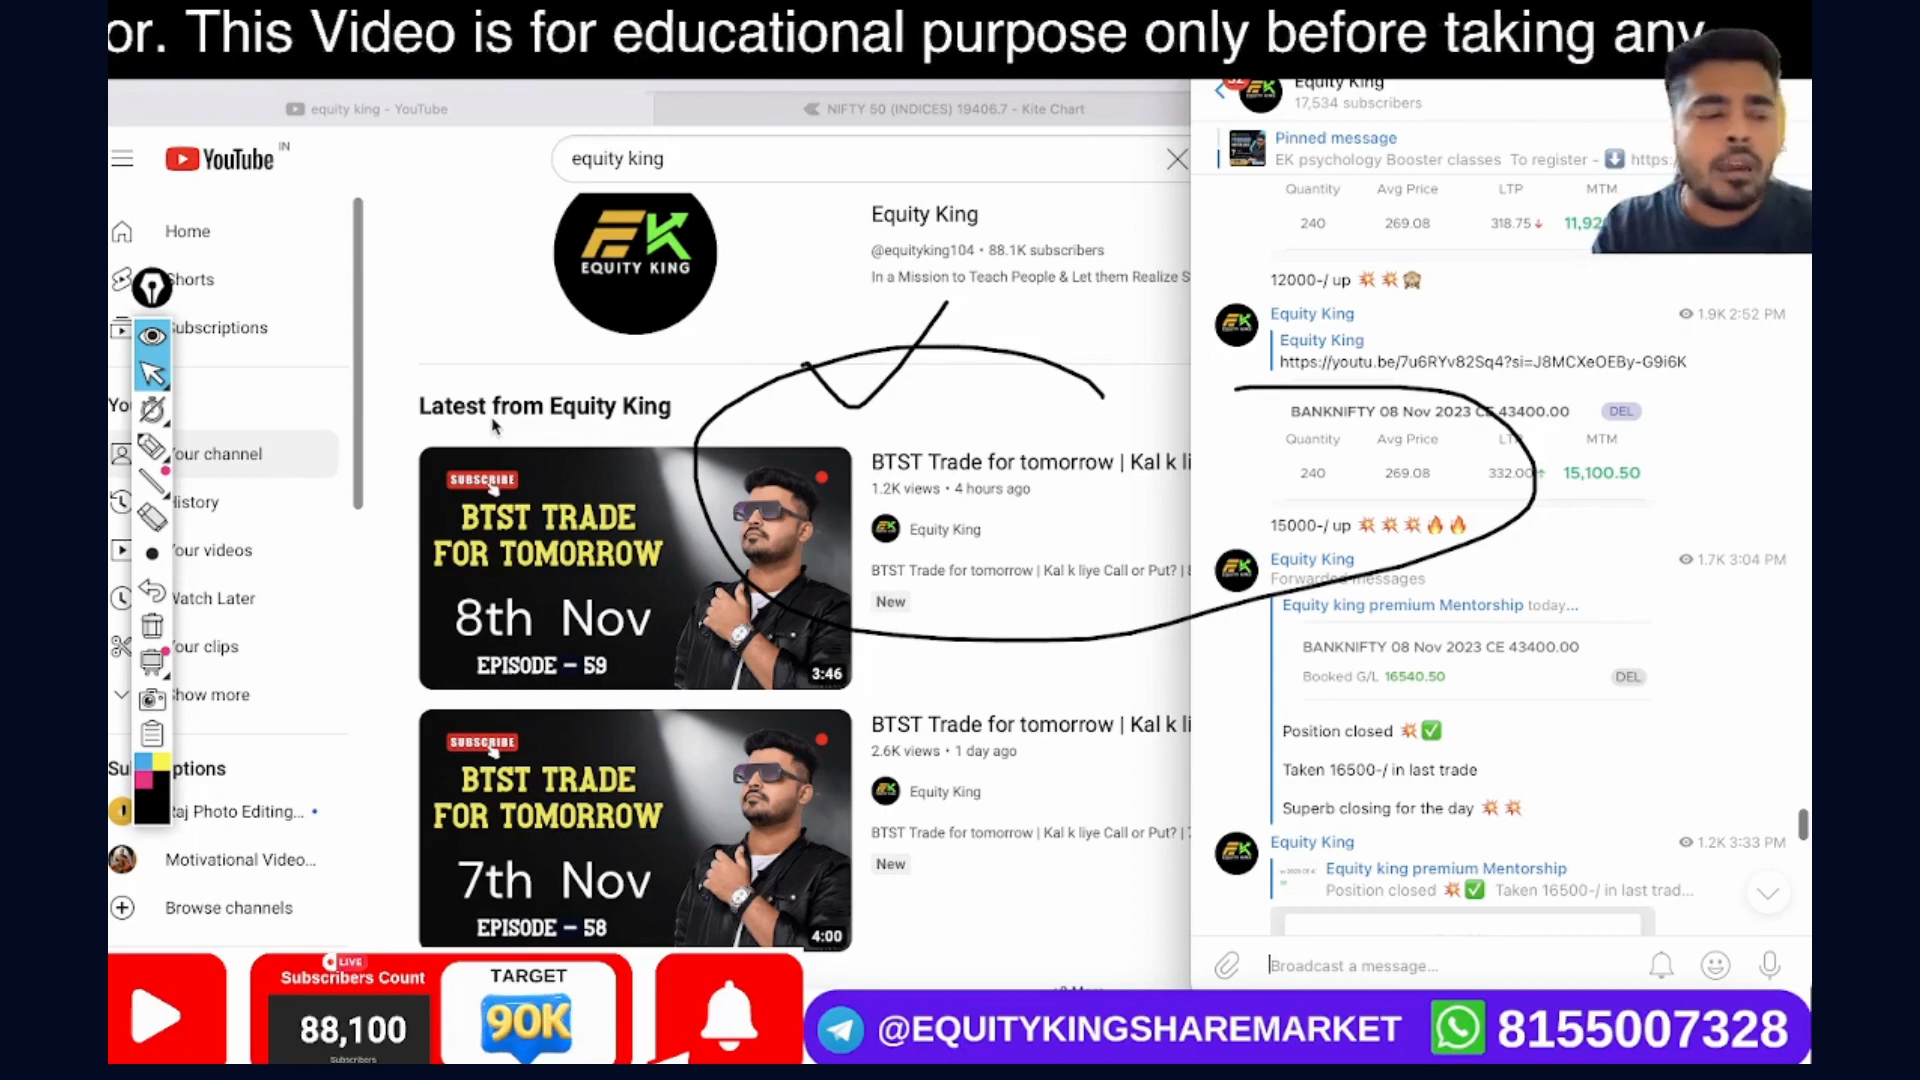 or. This Video is for educational purpose only before taking any
equity king - YouTube
NIFTY 50 (INDICES) 19406.7 - Kite Chart
YouTube IN
equity king
Home
Shorts
Subscriptions
Your channel
History
Your videos
Watch Later
Your clips
Show more
Raj Photo Editing...
Motivational Video...
Browse channels
EQUITY KING
Equity King
@equityking104 • 88.1K subscribers
In a Mission to Teach People & Let them Realize S
Latest from Equity King
SUBSCRIBE
BTST TRADE
FOR TOMORROW
8th Nov
EPISODE - 59
3:46
BTST Trade for tomorrow | Kal k li
1.2K views • 4 hours ago
Equity King
BTST Trade for tomorrow | Kal k liye Call or Put? |
New
SUBSCRIBE
BTST TRADE
FOR TOMORROW
7th Nov
EPISODE - 58
4:00
BTST Trade for tomorrow | Kal k li
2.6K views • 1 day ago
Equity King
BTST Trade for tomorrow | Kal k liye Call or Put? |
New
Equity King
17,534 subscribers
Pinned message
EK psychology Booster classes To register - ⬇️ https:
Quantity Avg Price LTP MTM
240 269.08 318.75↓ 11,92
12000-/ up 💥💥🙈
Equity King 1.9K 2:52 PM
Equity King
https://youtu.be/7u6RYv82Sq4?si=J8MCXeOEBy-G9i6K
BANKNIFTY 08 Nov 2023 CE 43400.00 DEL
Quantity Avg Price LTP MTM
240 269.08 332.00↑ 15,100.50
15000-/ up 💥💥💥🔥🔥
Equity King 1.7K 3:04 PM
Forwarded messages
Equity king premium Mentorship today...
BANKNIFTY 08 Nov 2023 CE 43400.00
Booked G/L 16540.50 DEL
Position closed 💥✅
Taken 16500-/ in last trade
Superb closing for the day 💥💥
Equity King 1.2K 3:33 PM
Equity king premium Mentorship
Position closed 💥✅ Taken 16500-/ in last trad...
Broadcast a message...
LIVE
Subscribers Count
88,100
Subscribers
TARGET
90K
@EQUITYKINGSHAREMARKET
8155007328